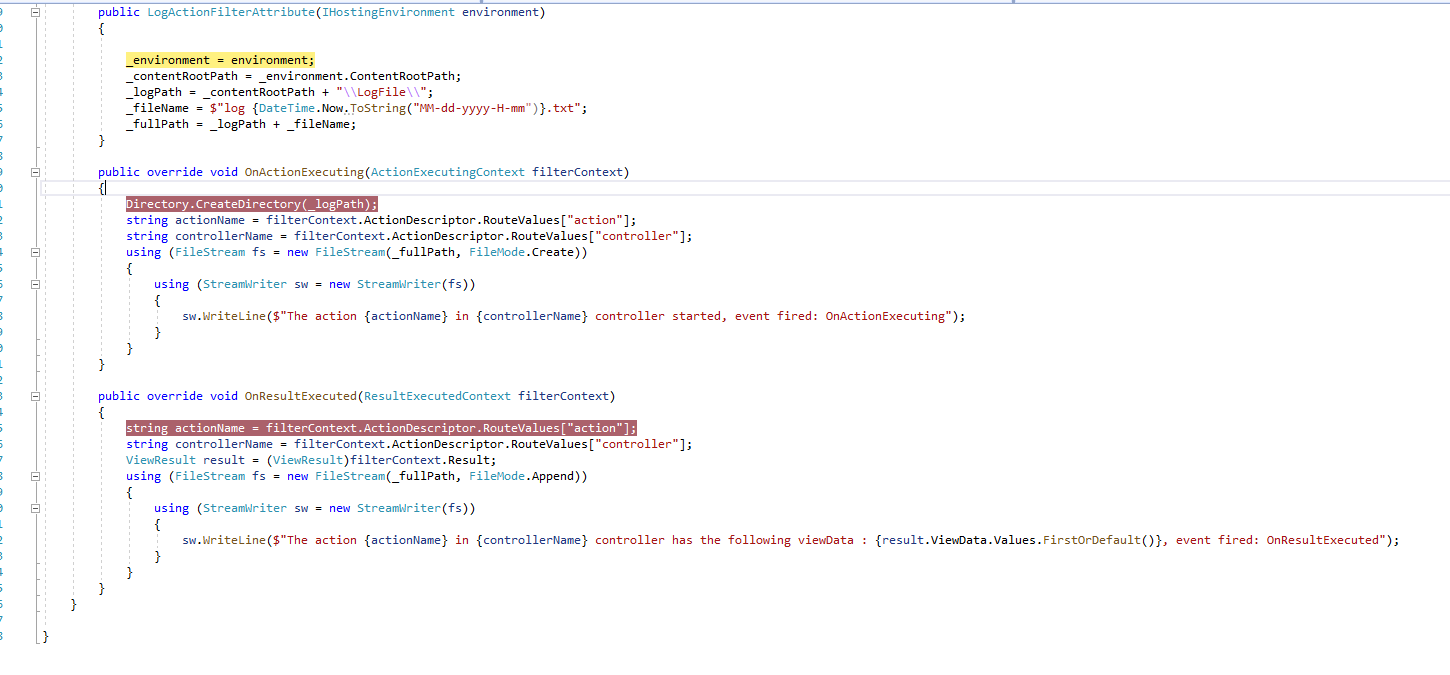 public LogActionFilterAttribute(IHostingEnvironment environment)
{
_environment = environment;
_contentRootPath = _environment.ContentRootPath;
_logPath = _contentRootPath + "\\LogFile\\";
_fileName = $"log {DateTime.Now.ToString("MM-dd-yyyy-H-mm")}.txt";
_fullPath = _logPath + _fileName;
}
public override void OnActionExecuting(ActionExecutingContext filterContext)
{
Directory.CreateDirectory(_logPath);
string actionName = filterContext.ActionDescriptor.RouteValues["action"];
string controllerName = filterContext.ActionDescriptor.RouteValues["controller"];
using (FileStream fs = new FileStream(_fullPath, FileMode.Create))
{
using (StreamWriter sw = new StreamWriter(fs))
{
sw.WriteLine($"The action {actionName} in {controllerName} controller started, event fired: OnActionExecuting");
}
}
}
public override void OnResultExecuted(ResultExecutedContext filterContext)
{
string actionName = filterContext.ActionDescriptor.RouteValues["action"];
string controllerName = filterContext.ActionDescriptor.RouteValues["controller"];
ViewResult result = (ViewResult)filterContext.Result;
using (FileStream fs = new FileStream(_fullPath, FileMode.Append))
{
using (StreamWriter sw = new StreamWriter(fs))
{
sw.WriteLine($"The action {actionName} in {controllerName} controller has the following viewData : {result.ViewData.Values.FirstOrDefault()}, event fired: OnResultExecuted");
}
}
}
}
}